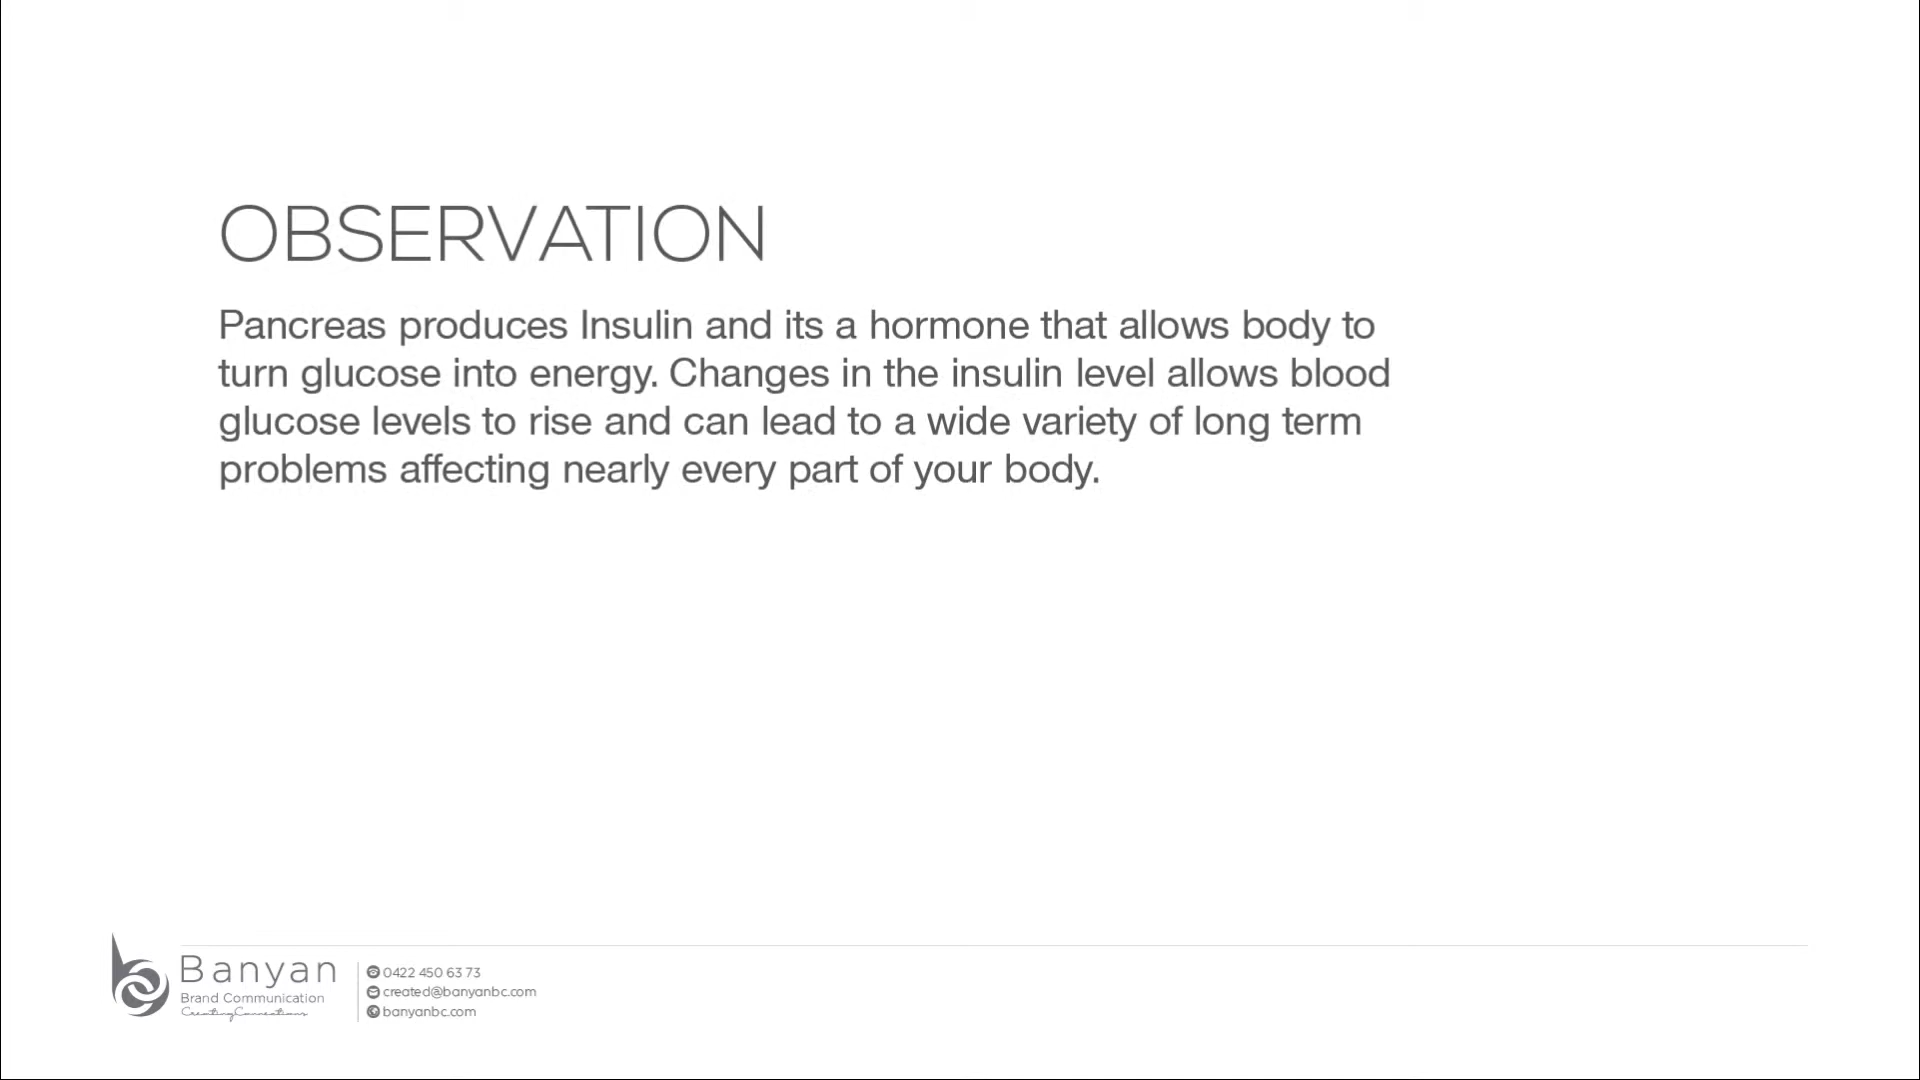 OBSERVATION
Pancreas produces Insulin and its a hormone that allows body to
turn glucose into energy. Changes in the insulin level allows blood
glucose levels to rise and can lead to a wide variety of long term
problems affecting nearly every part of your body.
Banyan
Brand Communication
Creating Connections
0422 450 63 73
created@banyanbc.com
banyanbc.com